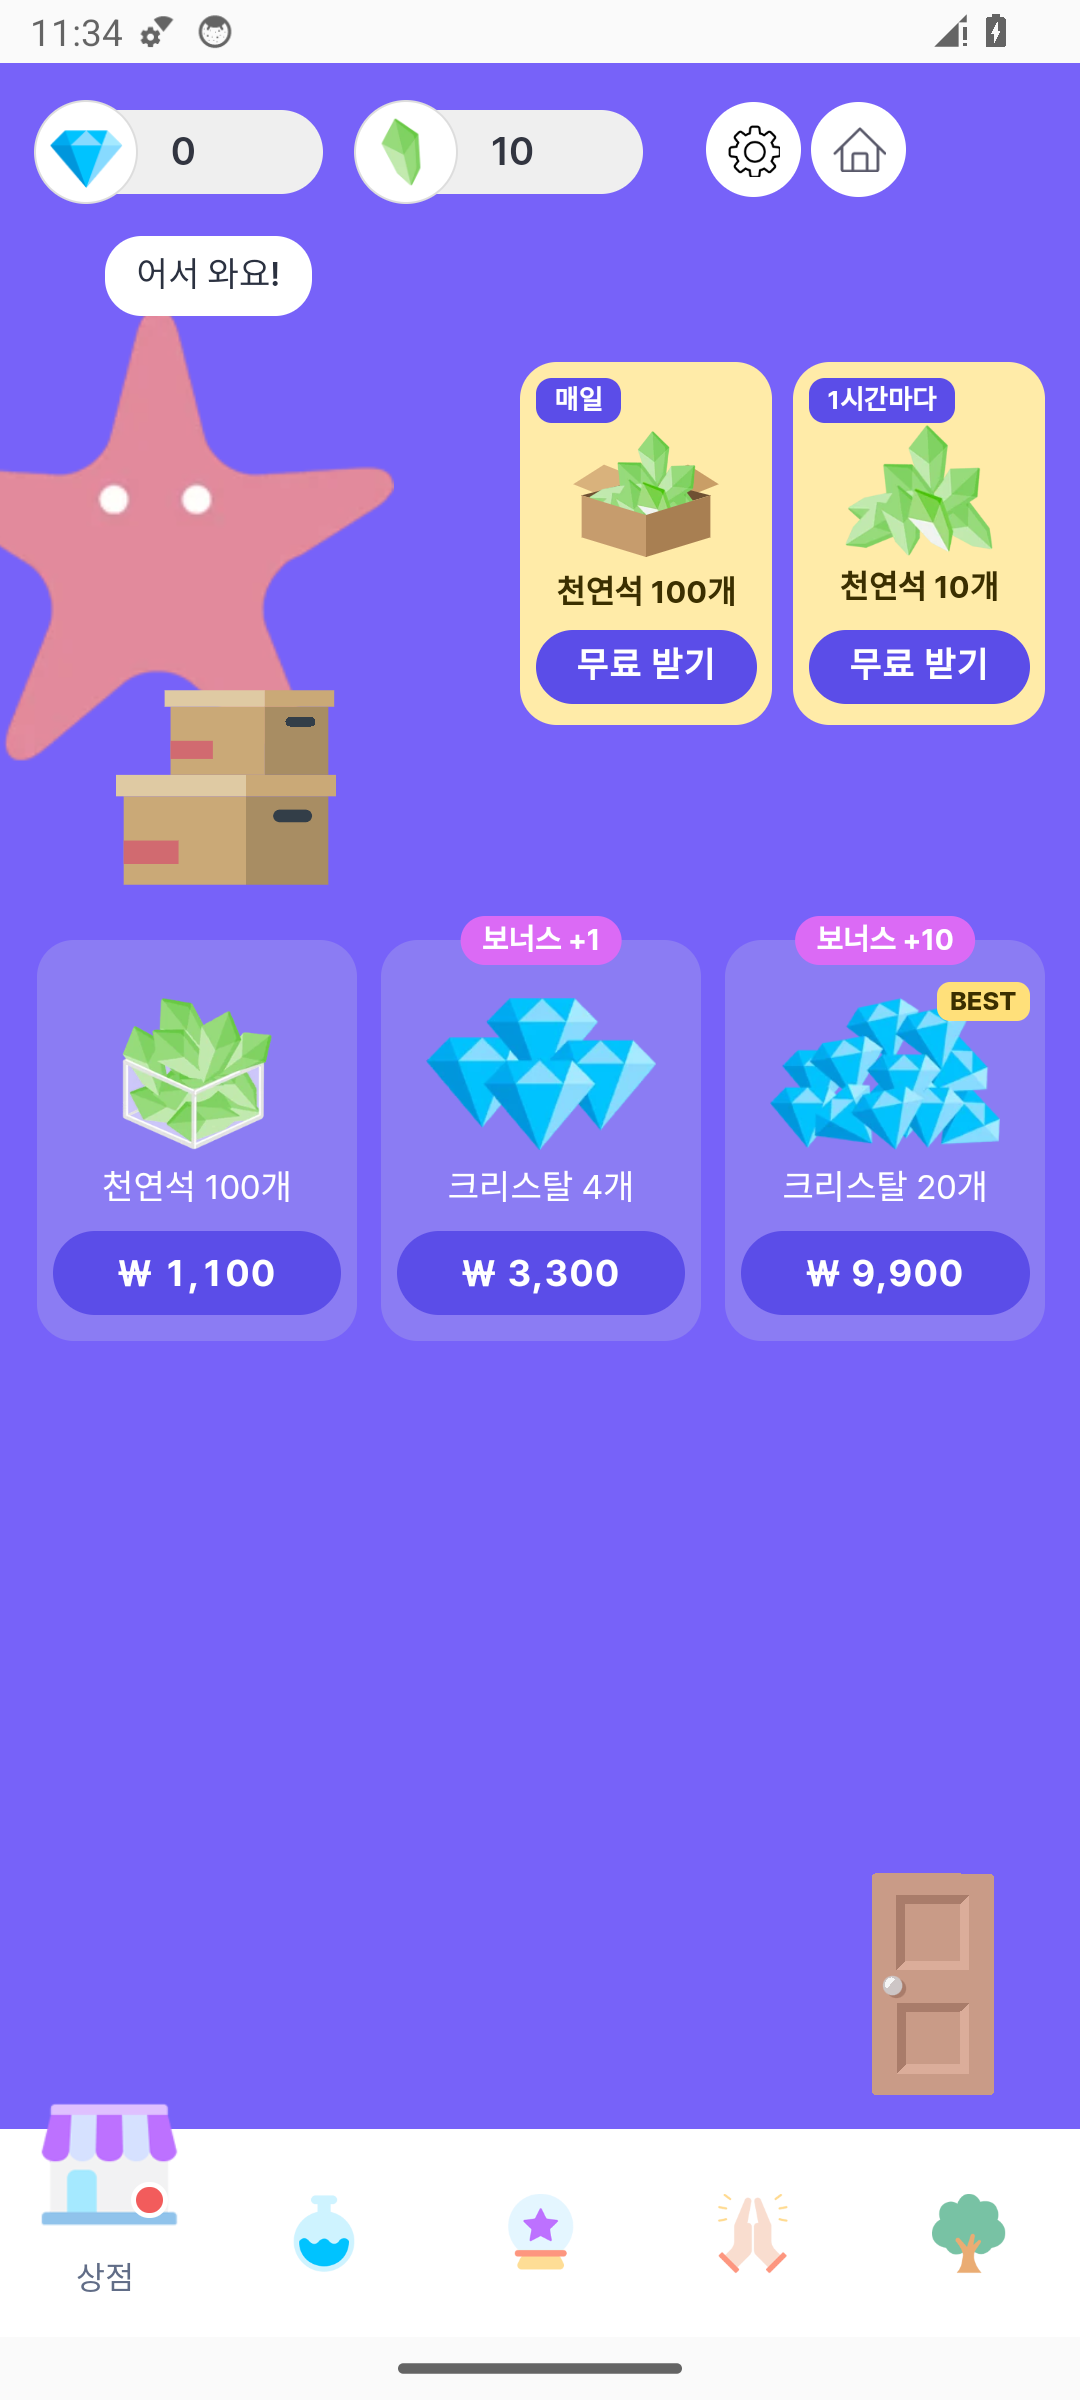 11:34
0
10
어서 와요!
매일
1시간마다
천연석 100개
천연석 10개
무료 받기
무료 받기
보너스 +1
보너스 +10
BEST
천연석 100개
크리스탈 4개
크리스탈 20개
₩ 1,100
₩ 3,300
₩ 9,900
상점